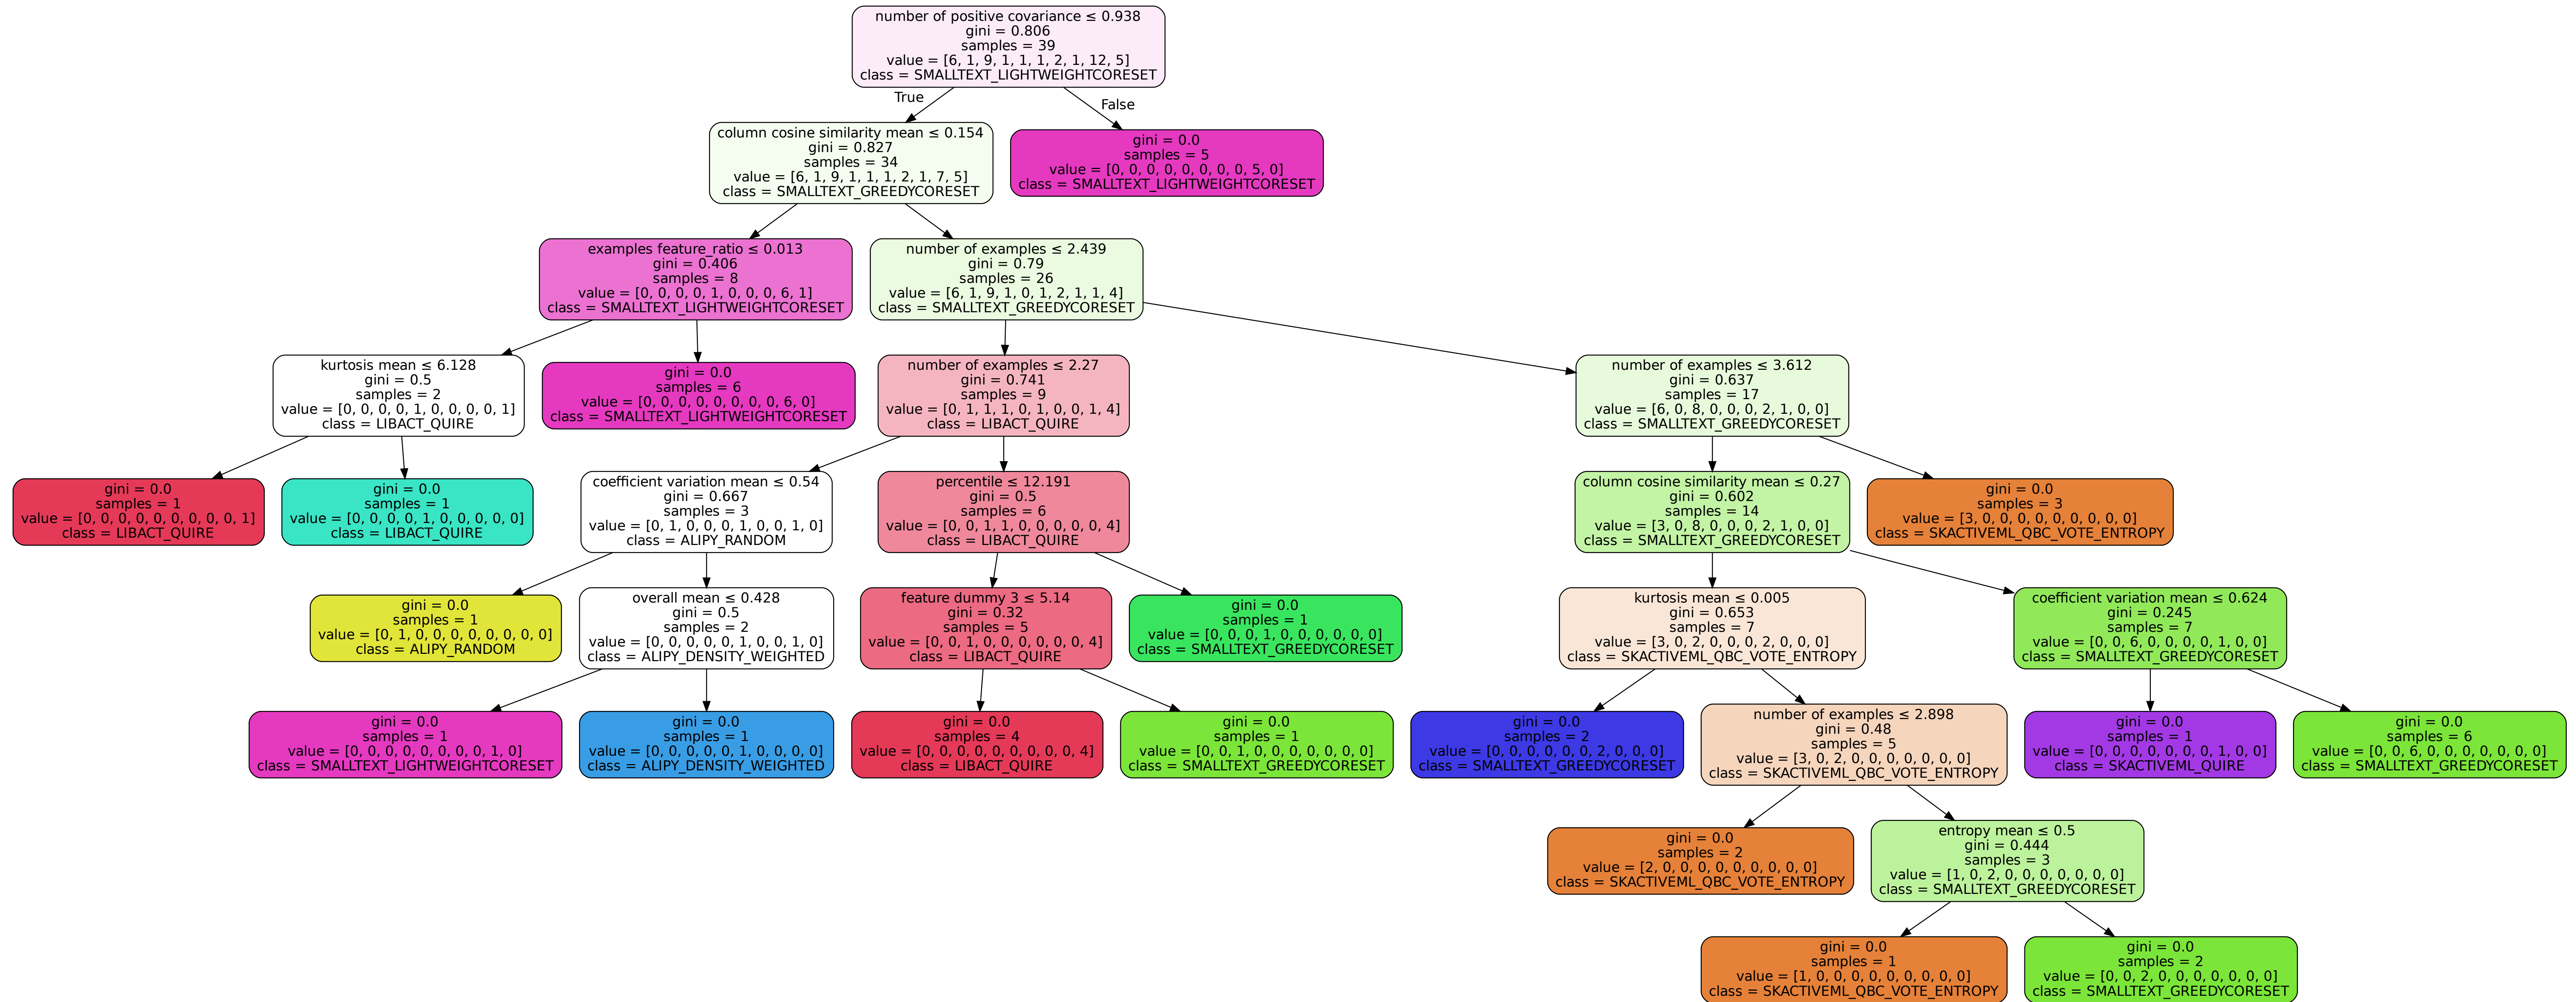 number of positive covariance ≤ 0.938
gini = 0.806
samples = 39
value = [6, 1, 9, 1, 1, 1, 2, 1, 12, 5]
class = SMALLTEXT_LIGHTWEIGHTCORESET
True
False
column cosine similarity mean ≤ 0.154
gini = 0.827
samples = 34
value = [6, 1, 9, 1, 1, 1, 2, 1, 7, 5]
class = SMALLTEXT_GREEDYCORESET
gini = 0.0
samples = 5
value = [0, 0, 0, 0, 0, 0, 0, 0, 5, 0]
class = SMALLTEXT_LIGHTWEIGHTCORESET
examples feature_ratio ≤ 0.013
gini = 0.406
samples = 8
value = [0, 0, 0, 0, 1, 0, 0, 0, 6, 1]
class = SMALLTEXT_LIGHTWEIGHTCORESET
number of examples ≤ 2.439
gini = 0.79
samples = 26
value = [6, 1, 9, 1, 0, 1, 2, 1, 1, 4]
class = SMALLTEXT_GREEDYCORESET
kurtosis mean ≤ 6.128
gini = 0.5
samples = 2
value = [0, 0, 0, 0, 1, 0, 0, 0, 0, 1]
class = LIBACT_QUIRE
gini = 0.0
samples = 6
value = [0, 0, 0, 0, 0, 0, 0, 0, 6, 0]
class = SMALLTEXT_LIGHTWEIGHTCORESET
number of examples ≤ 2.27
gini = 0.741
samples = 9
value = [0, 1, 1, 1, 0, 1, 0, 0, 1, 4]
class = LIBACT_QUIRE
number of examples ≤ 3.612
gini = 0.637
samples = 17
value = [6, 0, 8, 0, 0, 0, 2, 1, 0, 0]
class = SMALLTEXT_GREEDYCORESET
gini = 0.0
samples = 1
value = [0, 0, 0, 0, 0, 0, 0, 0, 0, 1]
class = LIBACT_QUIRE
gini = 0.0
samples = 1
value = [0, 0, 0, 0, 1, 0, 0, 0, 0, 0]
class = LIBACT_QUIRE
coefficient variation mean ≤ 0.54
gini = 0.667
samples = 3
value = [0, 1, 0, 0, 0, 1, 0, 0, 1, 0]
class = ALIPY_RANDOM
percentile ≤ 12.191
gini = 0.5
samples = 6
value = [0, 0, 1, 1, 0, 0, 0, 0, 0, 4]
class = LIBACT_QUIRE
column cosine similarity mean ≤ 0.27
gini = 0.602
samples = 14
value = [3, 0, 8, 0, 0, 0, 2, 1, 0, 0]
class = SMALLTEXT_GREEDYCORESET
gini = 0.0
samples = 3
value = [3, 0, 0, 0, 0, 0, 0, 0, 0, 0]
class = SKACTIVEML_QBC_VOTE_ENTROPY
gini = 0.0
samples = 1
value = [0, 1, 0, 0, 0, 0, 0, 0, 0, 0]
class = ALIPY_RANDOM
overall mean ≤ 0.428
gini = 0.5
samples = 2
value = [0, 0, 0, 0, 0, 1, 0, 0, 1, 0]
class = ALIPY_DENSITY_WEIGHTED
feature dummy 3 ≤ 5.14
gini = 0.32
samples = 5
value = [0, 0, 1, 0, 0, 0, 0, 0, 0, 4]
class = LIBACT_QUIRE
gini = 0.0
samples = 1
value = [0, 0, 0, 1, 0, 0, 0, 0, 0, 0]
class = SMALLTEXT_GREEDYCORESET
kurtosis mean ≤ 0.005
gini = 0.653
samples = 7
value = [3, 0, 2, 0, 0, 0, 2, 0, 0, 0]
class = SKACTIVEML_QBC_VOTE_ENTROPY
coefficient variation mean ≤ 0.624
gini = 0.245
samples = 7
value = [0, 0, 6, 0, 0, 0, 0, 1, 0, 0]
class = SMALLTEXT_GREEDYCORESET
gini = 0.0
samples = 1
value = [0, 0, 0, 0, 0, 0, 0, 0, 1, 0]
class = SMALLTEXT_LIGHTWEIGHTCORESET
gini = 0.0
samples = 1
value = [0, 0, 0, 0, 0, 1, 0, 0, 0, 0]
class = ALIPY_DENSITY_WEIGHTED
gini = 0.0
samples = 4
value = [0, 0, 0, 0, 0, 0, 0, 0, 0, 4]
class = LIBACT_QUIRE
gini = 0.0
samples = 1
value = [0, 0, 1, 0, 0, 0, 0, 0, 0, 0]
class = SMALLTEXT_GREEDYCORESET
gini = 0.0
samples = 2
value = [0, 0, 0, 0, 0, 0, 2, 0, 0, 0]
class = SMALLTEXT_GREEDYCORESET
number of examples ≤ 2.898
gini = 0.48
samples = 5
value = [3, 0, 2, 0, 0, 0, 0, 0, 0, 0]
class = SKACTIVEML_QBC_VOTE_ENTROPY
gini = 0.0
samples = 1
value = [0, 0, 0, 0, 0, 0, 0, 1, 0, 0]
class = SKACTIVEML_QUIRE
gini = 0.0
samples = 6
value = [0, 0, 6, 0, 0, 0, 0, 0, 0, 0]
class = SMALLTEXT_GREEDYCORESET
gini = 0.0
samples = 2
value = [2, 0, 0, 0, 0, 0, 0, 0, 0, 0]
class = SKACTIVEML_QBC_VOTE_ENTROPY
entropy mean ≤ 0.5
gini = 0.444
samples = 3
value = [1, 0, 2, 0, 0, 0, 0, 0, 0, 0]
class = SMALLTEXT_GREEDYCORESET
gini = 0.0
samples = 1
value = [1, 0, 0, 0, 0, 0, 0, 0, 0, 0]
class = SKACTIVEML_QBC_VOTE_ENTROPY
gini = 0.0
samples = 2
value = [0, 0, 2, 0, 0, 0, 0, 0, 0, 0]
class = SMALLTEXT_GREEDYCORESET